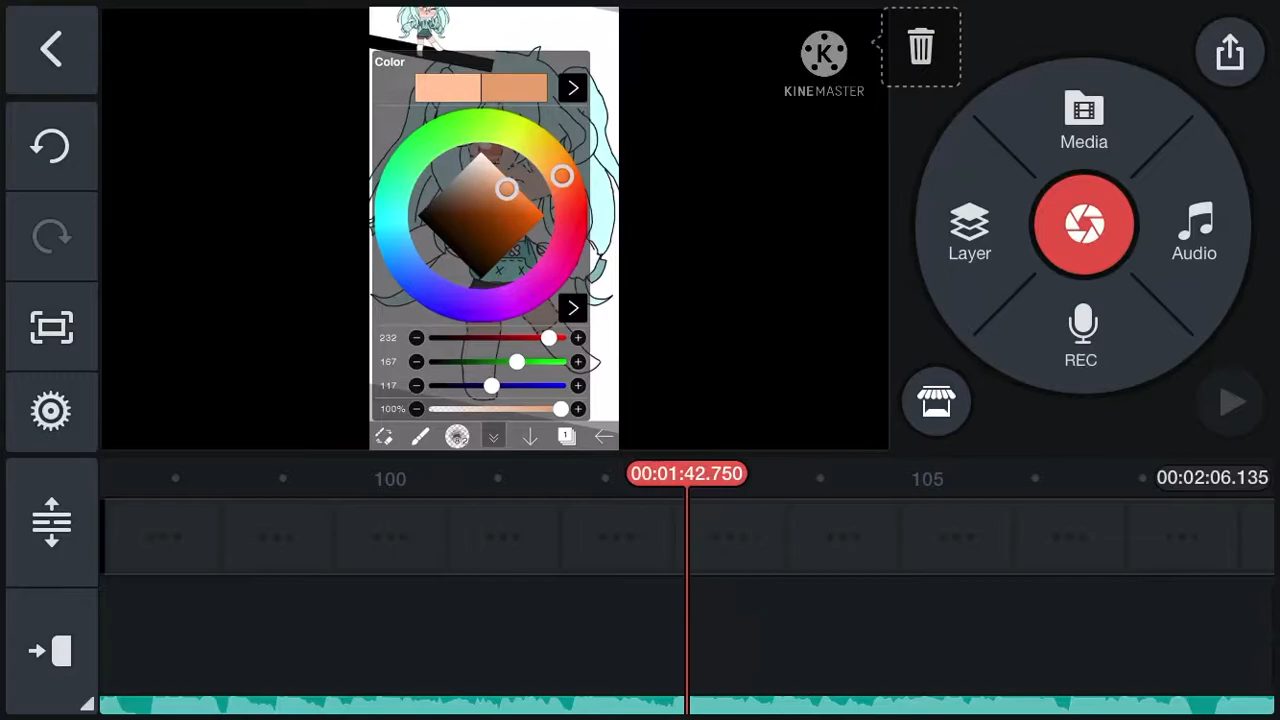 Color
232
167
117
100%
1
K
KINEMASTER
Media
Layer
Audio
REC
100
00:01:42.750
105
00:02:06.135